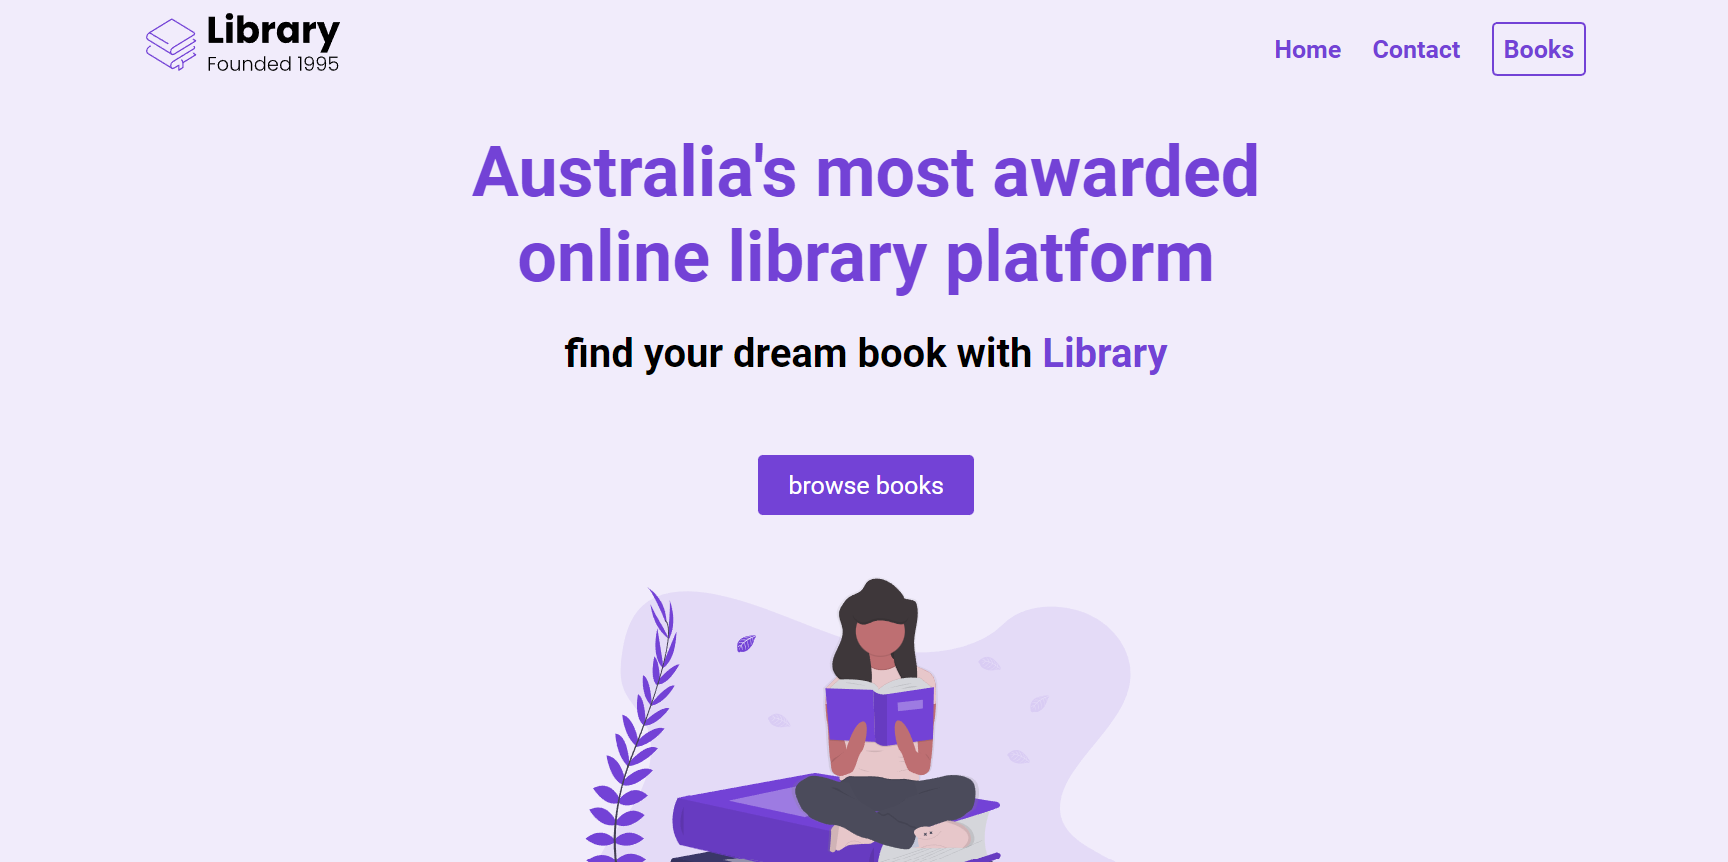 Library
Founded 1995
Home Contact Books
Australia's most awarded
online library platform
find your dream book with Library
browse books